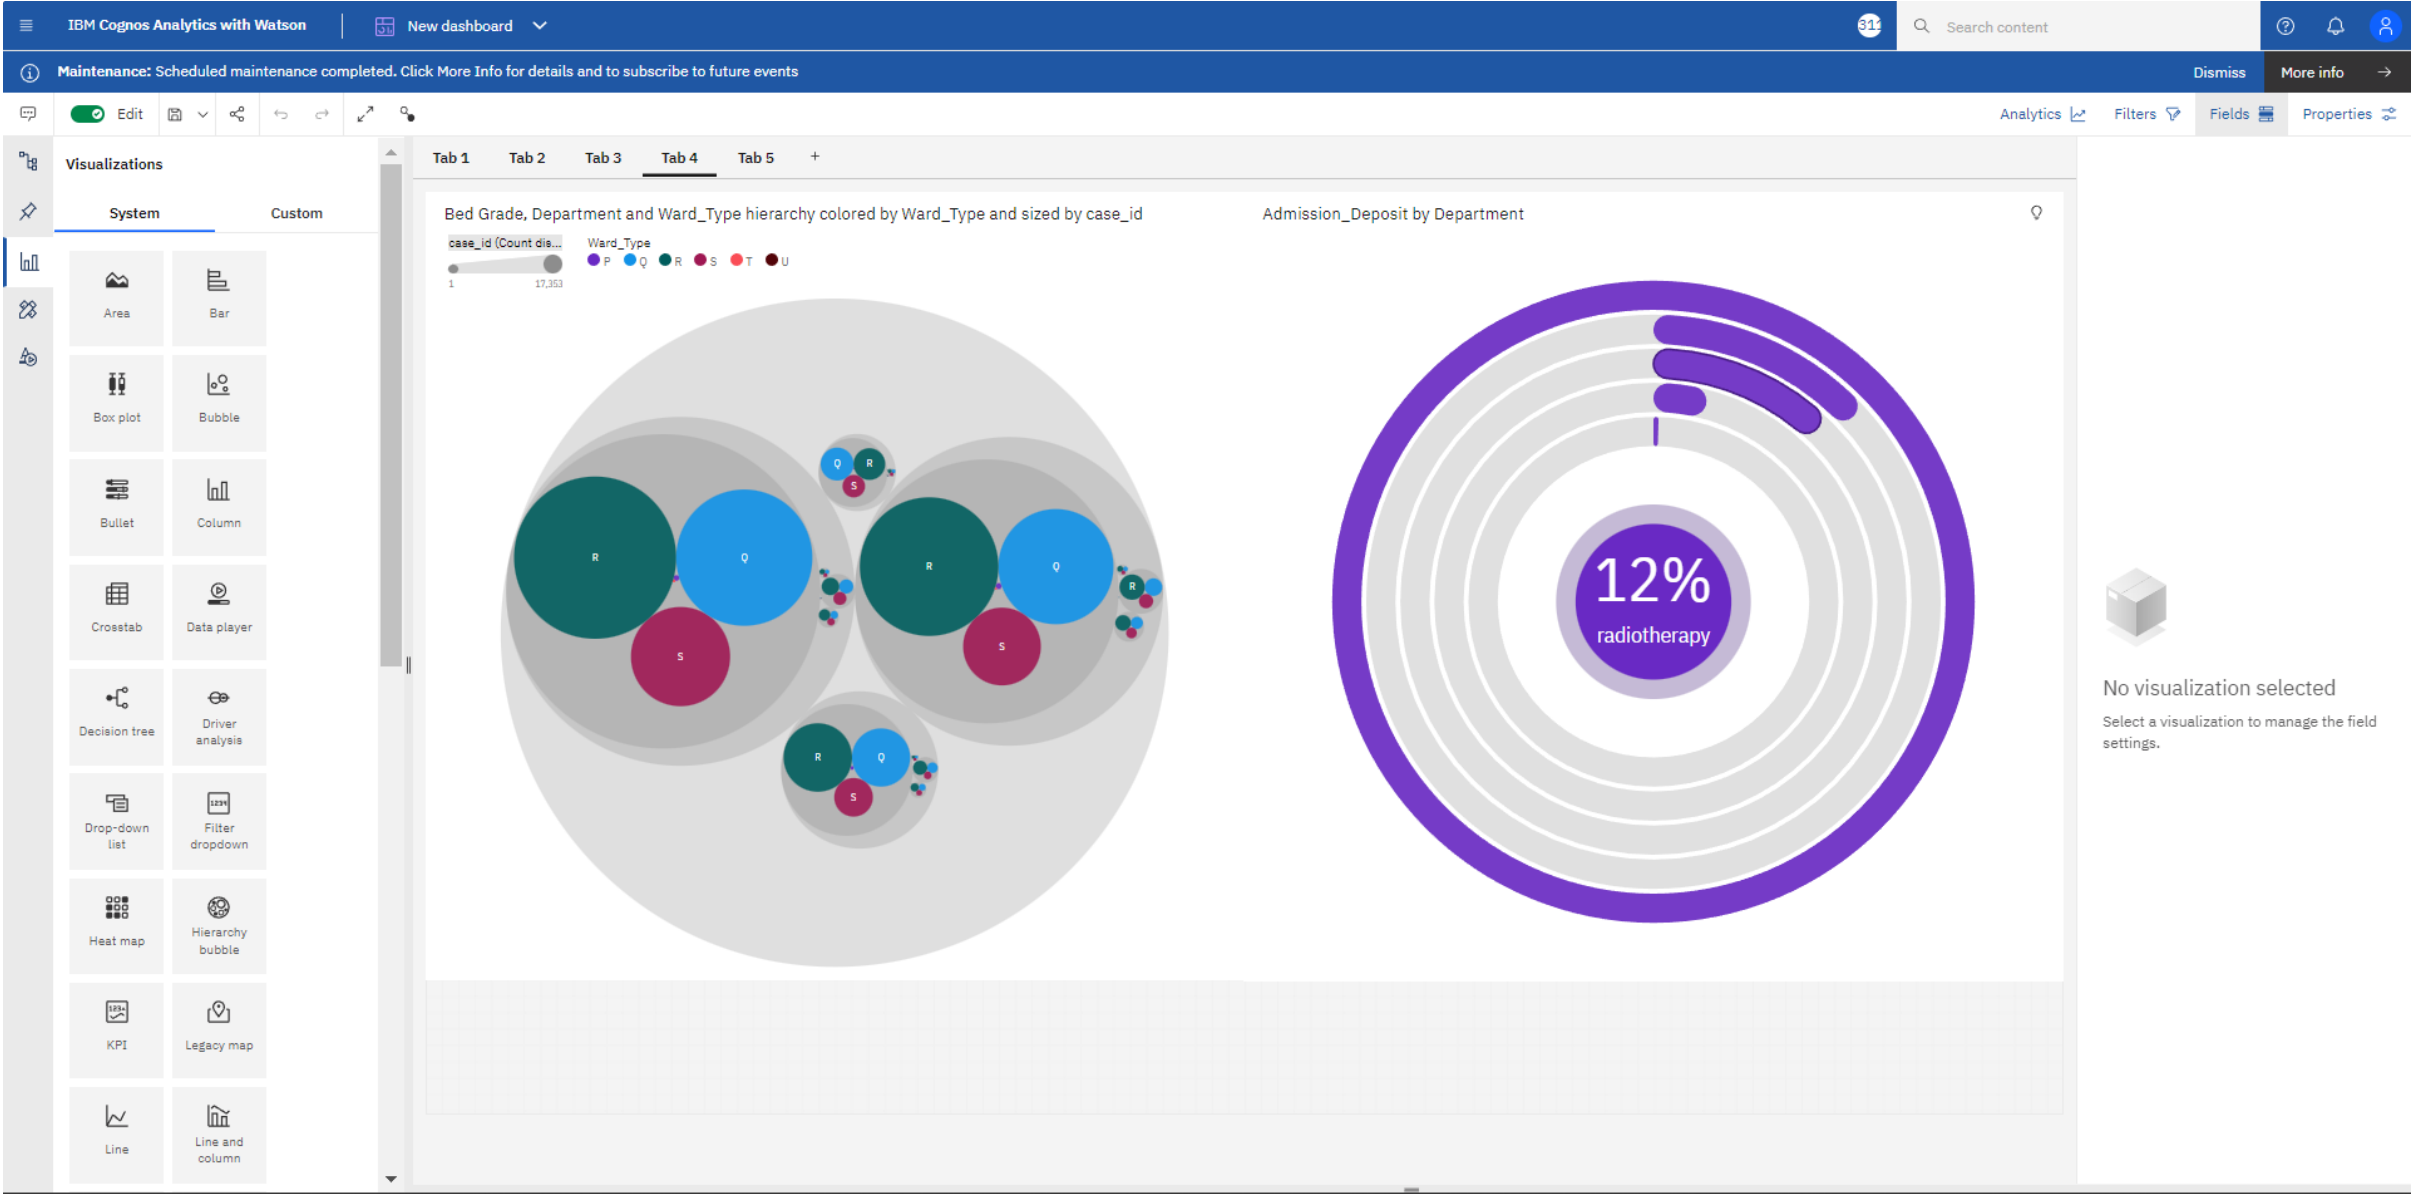 IBM Cognos Analytics with Watson
New dashboard
311
Search content
Maintenance: Scheduled maintenance completed. Click More Info for details and to subscribe to future events
Dismiss
More info
Edit
Analytics
Filters
Fields
Properties
Visualizations
System
Custom
Area
Bar
Box plot
Bubble
Bullet
Column
Crosstab
Data player
Decision tree
Driver
analysis
Drop-down
list
Filter
dropdown
Heat map
Hierarchy
bubble
KPI
Legacy map
Line
Line and
column
Tab 1
Tab 2
Tab 3
Tab 4
Tab 5
Bed Grade, Department and Ward_Type hierarchy colored by Ward_Type and sized by case_id
case_id (Count dis...
1
17,353
Ward_Type
P Q R S T U
Q R
S
R Q
S
R Q
S
R
R Q
S
Admission_Deposit by Department
12%
radiotherapy
No visualization selected
Select a visualization to manage the field
settings.